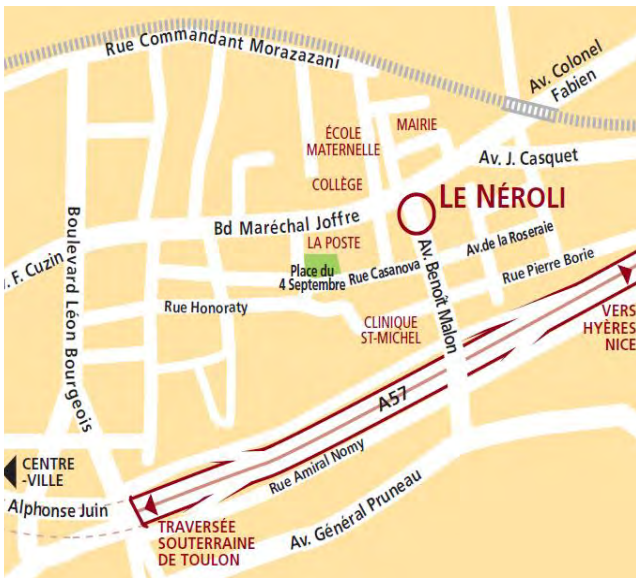 Rue Commandant Morazazani
Av. Colonel
Fabien
MAIRIE
ÉCOLE
MATERNELLE
Av. J. Casquet
COLLÈGE
LE NÉROLI
Bd Maréchal Joffre
LA POSTE
Av.de la Roseraie
. F. Cuzin
Place du
4 Septembre
Rue Casanova
Rue Pierre Borie
Boulevard Léon Bourgeois
Rue Honoraty
Av. Benoît Malon
CLINIQUE
ST-MICHEL
VERS
HYÈRES
NICE
A57
CENTRE
-VILLE
Rue Amiral Nomy
Alphonse Juin
TRAVERSÉE
SOUTERRAINE
DE TOULON
Av. Général Pruneau